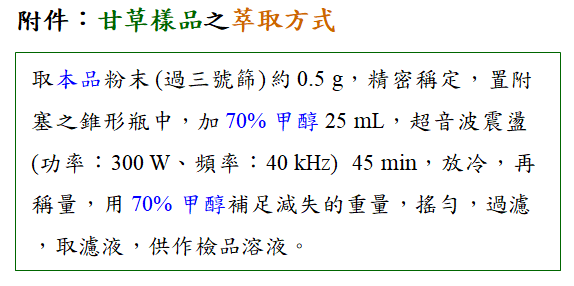 附件：甘草樣品之萃取方式
取本品粉末 (過三號篩) 約 0.5 g，精密稱定，置附
塞之錐形瓶中，加 70% 甲醇 25 mL，超音波震盪
(功率：300 W、頻率：40 kHz) 45 min，放冷，再
稱量，用 70% 甲醇補足減失的重量，搖勻，過濾
，取濾液，供作檢品溶液。